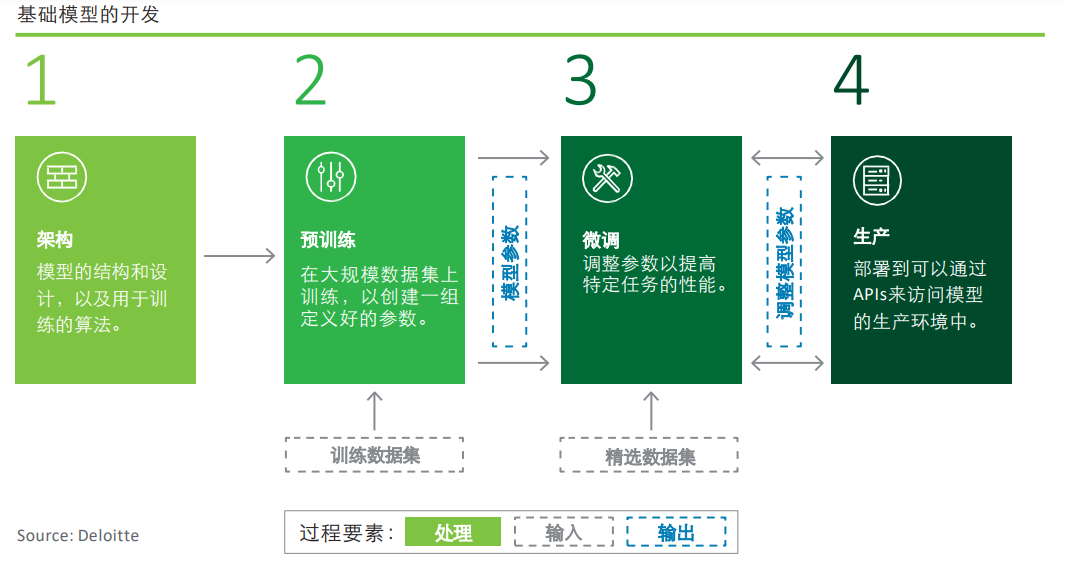 基础模型的开发
1
2
3
4
架构
模型的结构和设
计，以及用于训
练的算法。
预训练
在大规模数据集上
训练，以创建一组
定义好的参数。
模型参数
微调
调整参数以提高
特定任务的性能。
调整模型参数
生产
部署到可以通过
APIs来访问模型
的生产环境中。
训练数据集
精选数据集
过程要素：
处理
输入
输出
Source: Deloitte